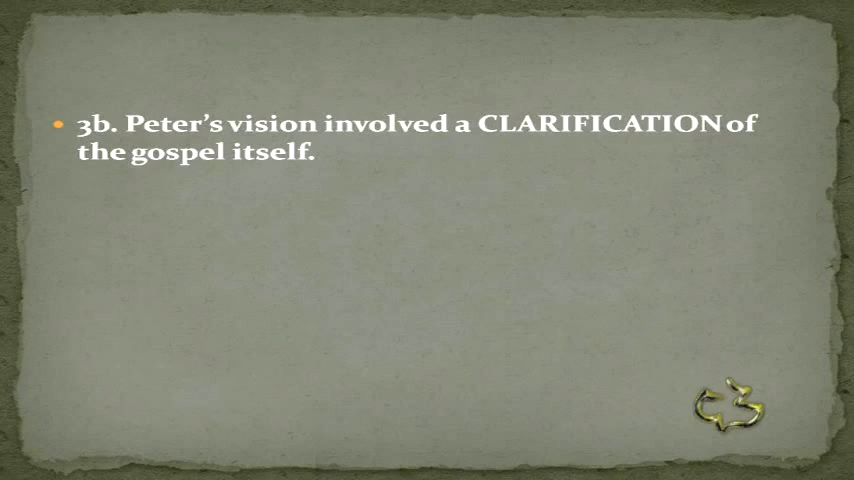 • 3b. Peter's vision involved a CLARIFICATION of
the gospel itself.